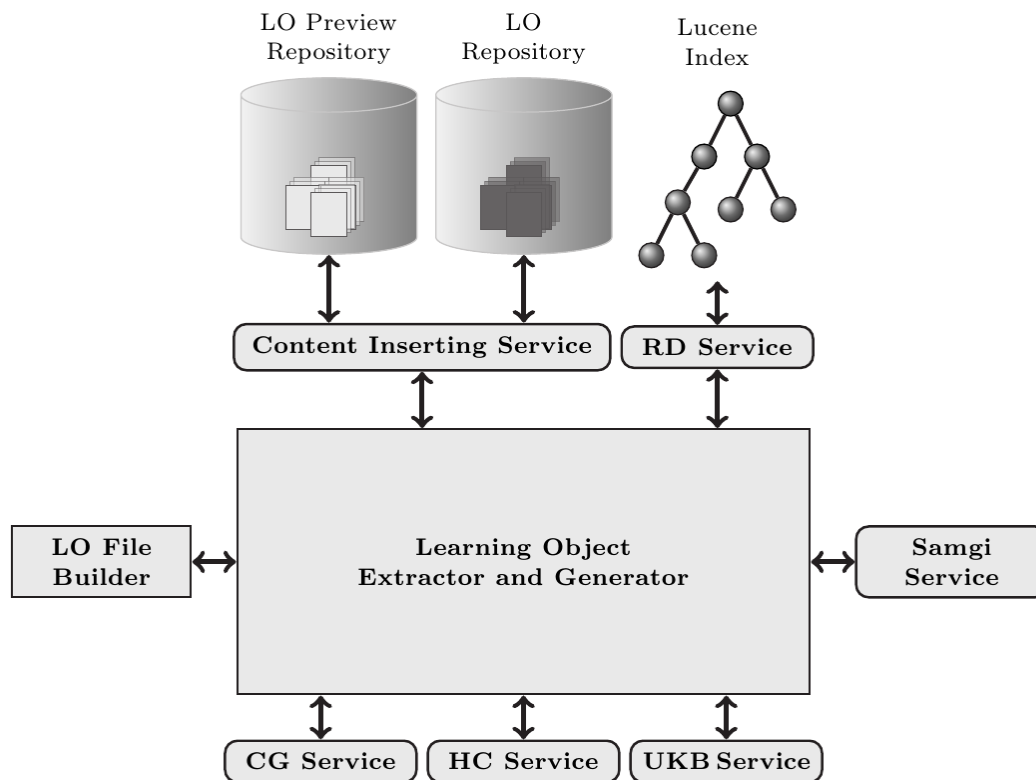 LO Preview
Repository
LO
Repository
Lucene
Index
Content Inserting Service
RD Service
LO File
Builder
Learning Object
Extractor and Generator
Samgi
Service
CG Service
HC Service
UKB Service